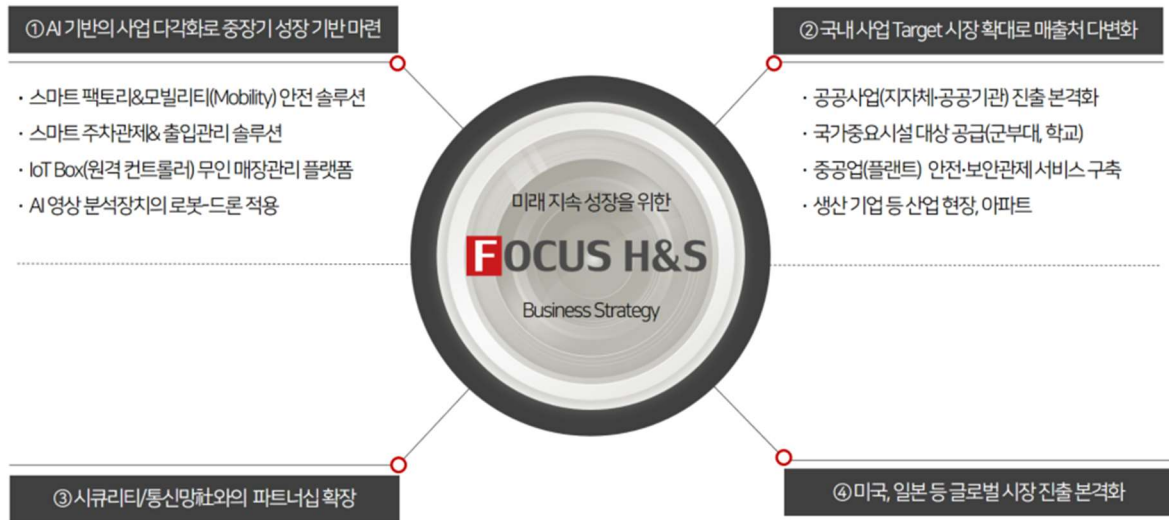 ① AI 기반의 사업 다각화로 중장기 성장 기반 마련
· 스마트 팩토리&모빌리티(Mobility) 안전 솔루션
· 스마트 주차관제& 출입관리 솔루션
· IoT Box(원격 컨트롤러) 무인 매장관리 플랫폼
· AI 영상 분석장치의 로봇-드론 적용
② 국내 사업 Target 시장 확대로 매출처 다변화
· 공공사업(지자체·공공기관) 진출 본격화
· 국가중요시설 대상 공급(군부대, 학교)
· 중공업(플랜트) 안전·보안관제 서비스 구축
· 생산 기업 등 산업 현장, 아파트
미래 지속 성장을 위한
FOCUS H&S
Business Strategy
③ 시큐리티/통신망社와의 파트너십 확장
④ 미국, 일본 등 글로벌 시장 진출 본격화